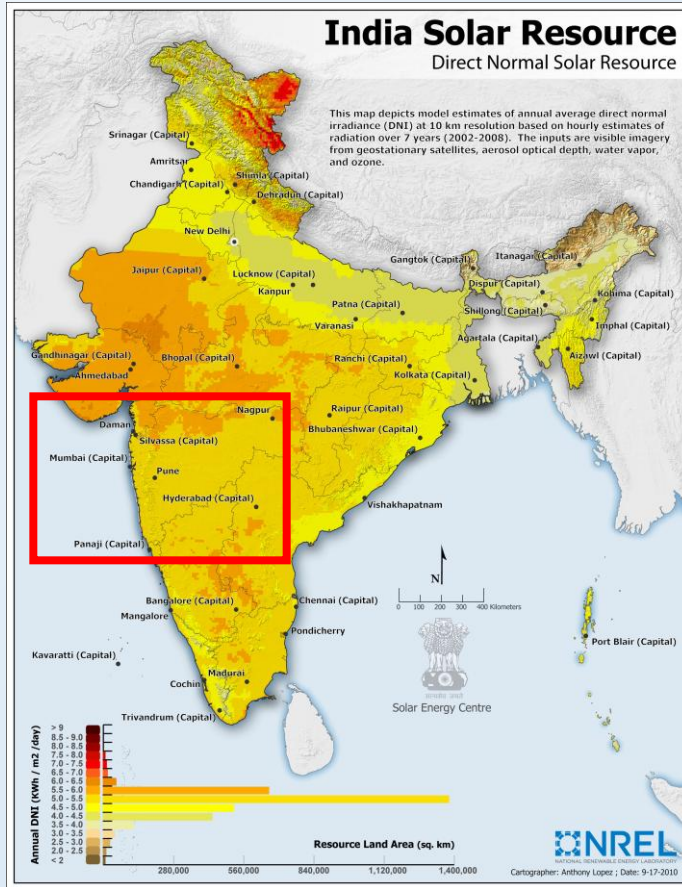 India Solar Resource
Direct Normal Solar Resource
This map depicts model estimates of annual average direct normal
irradiance (DNI) at 10 km resolution based on hourly estimates of
radiation over 7 years (2002-2008). The inputs are visible imagery
from geostationary satellites, aerosol optical depth, water vapor,
and ozone.
Srinagar (Capital)
Amritsar
Chandigarh (Capital)
Shimla (Capital)
Dehradun (Capital)
New Delhi
Jaipur (Capital)
Lucknow (Capital)
Kanpur
Patna (Capital)
Varanasi
Gangtok (Capital)
Itanagar (Capital)
Dispur (Capital)
Kohima (Capital)
Shillong (Capital)
Imphal (Capital)
Agartala (Capital)
Aizawl (Capital)
Gandhinagar (Capital)
Ahmedabad
Bhopal (Capital)
Ranchi (Capital)
Kolkata (Capital)
Nagpur
Raipur (Capital)
Bhubaneshwar (Capital)
Daman
Silvassa (Capital)
Mumbai (Capital)
Pune
Hyderabad (Capital)
Vishakhapatnam
Panaji (Capital)
Bangalore (Capital)
Chennai (Capital)
Mangalore
Pondicherry
Kavaratti (Capital)
Madurai
Cochin
Trivandrum (Capital)
Port Blair (Capital)
N
0 100 200 300 400 Kilometers
Solar Energy Centre
Annual DNI (KWh / m2 /day)
> 9
8.5 - 9.0
8.0 - 8.5
7.5 - 8.0
7.0 - 7.5
6.5 - 7.0
6.0 - 6.5
5.5 - 6.0
5.0 - 5.5
4.5 - 5.0
4.0 - 4.5
3.5 - 4.0
3.0 - 3.5
2.5 - 3.0
2.0 - 2.5
< 2
Resource Land Area (sq. km)
280,000 560,000 840,000 1,120,000 1,400,000
NREL
NATIONAL RENEWABLE ENERGY LABORATORY
Cartographer: Anthony Lopez ; Date: 9-17-2010